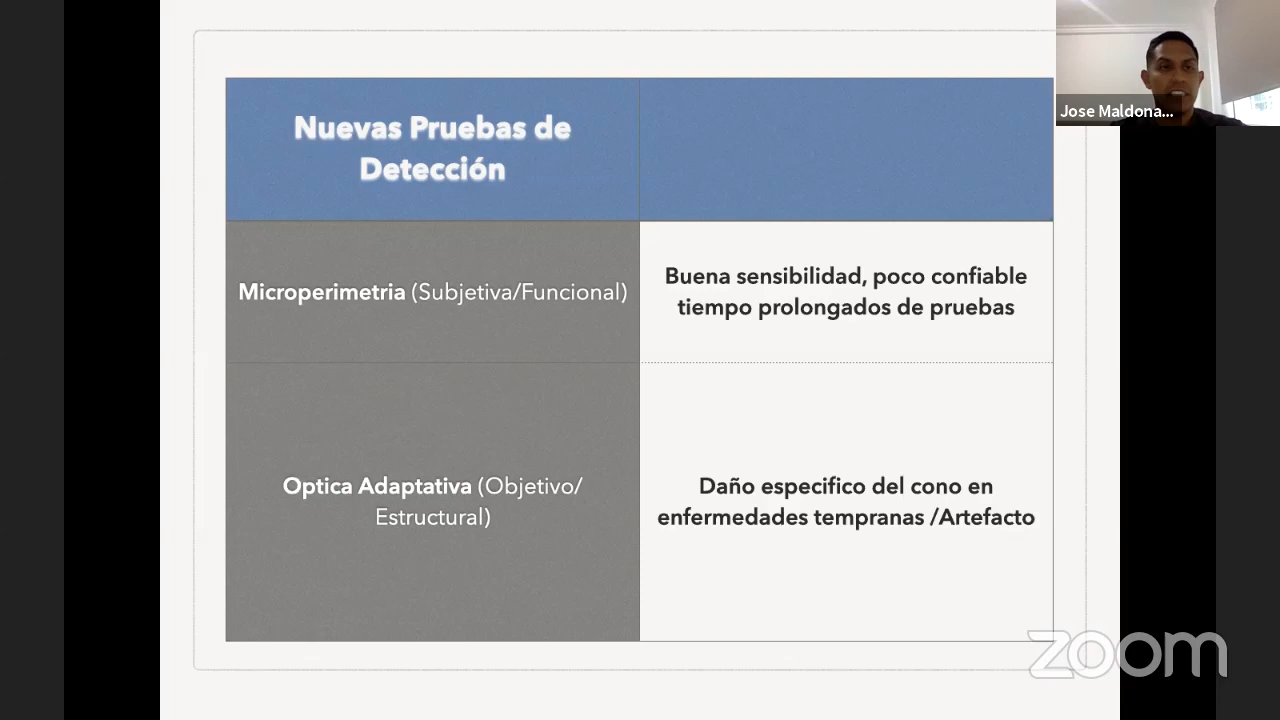 Nuevas Pruebas de
Detección
Microperimetria (Subjetiva/Funcional)
Buena sensibilidad, poco confiable
tiempo prolongados de pruebas
Optica Adaptativa (Objetivo/
Estructural)
Daño especifico del cono en
enfermedades tempranas /Artefacto
Jose Maldona...
zoom